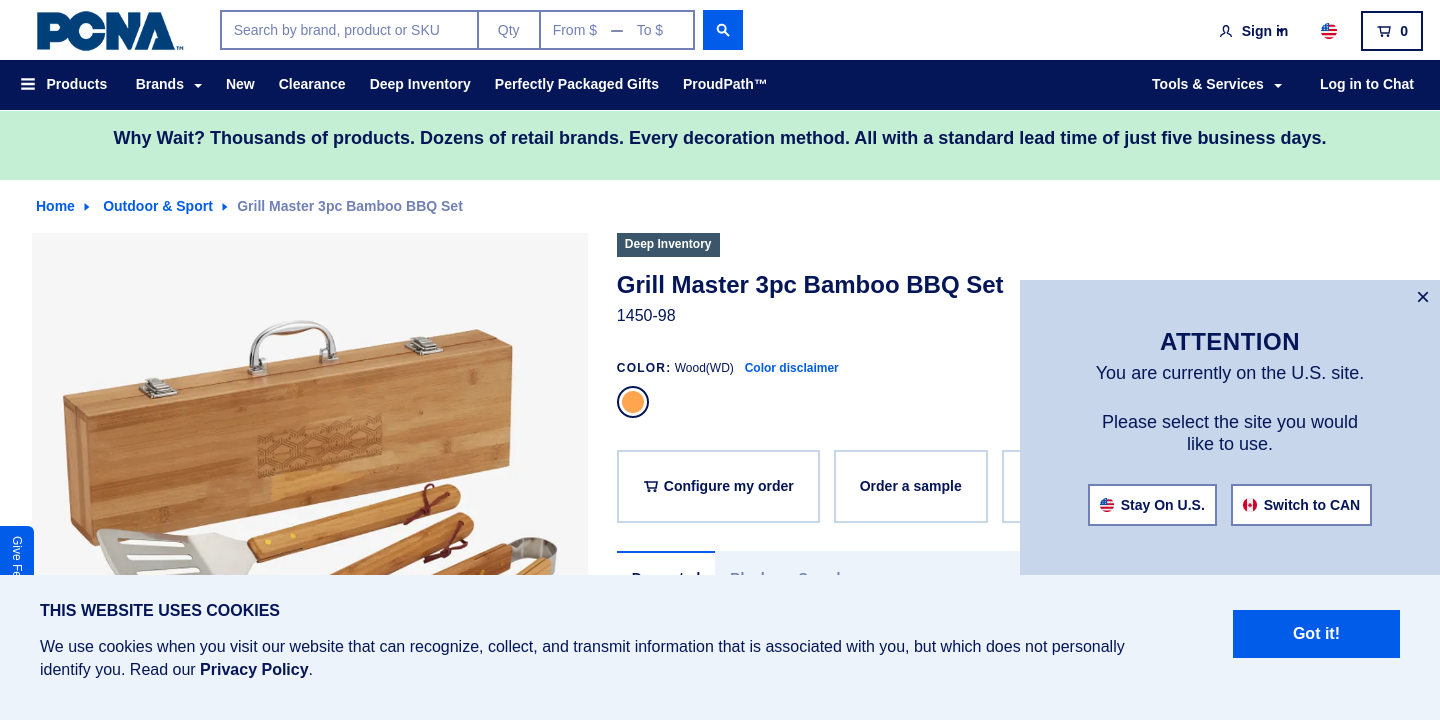 PCNA™
Search by brand, product or SKU
Qty
From $ — To $
Sign in
0
Products
Brands
New
Clearance
Deep Inventory
Perfectly Packaged Gifts
ProudPath™
Tools & Services
Log in to Chat
Why Wait? Thousands of products. Dozens of retail brands. Every decoration method. All with a standard lead time of just five business days.
Home
Outdoor & Sport
Grill Master 3pc Bamboo BBQ Set
Deep Inventory
Grill Master 3pc Bamboo BBQ Set
1450-98
COLOR: Wood(WD) Color disclaimer
Configure my order
Order a sample
×
ATTENTION
You are currently on the U.S. site.
Please select the site you would
like to use.
Stay On U.S.
Switch to CAN
Give
THIS WEBSITE USES COOKIES
We use cookies when you visit our website that can recognize, collect, and transmit information that is associated with you, but which does not personally
identify you. Read our Privacy Policy.
Got it!